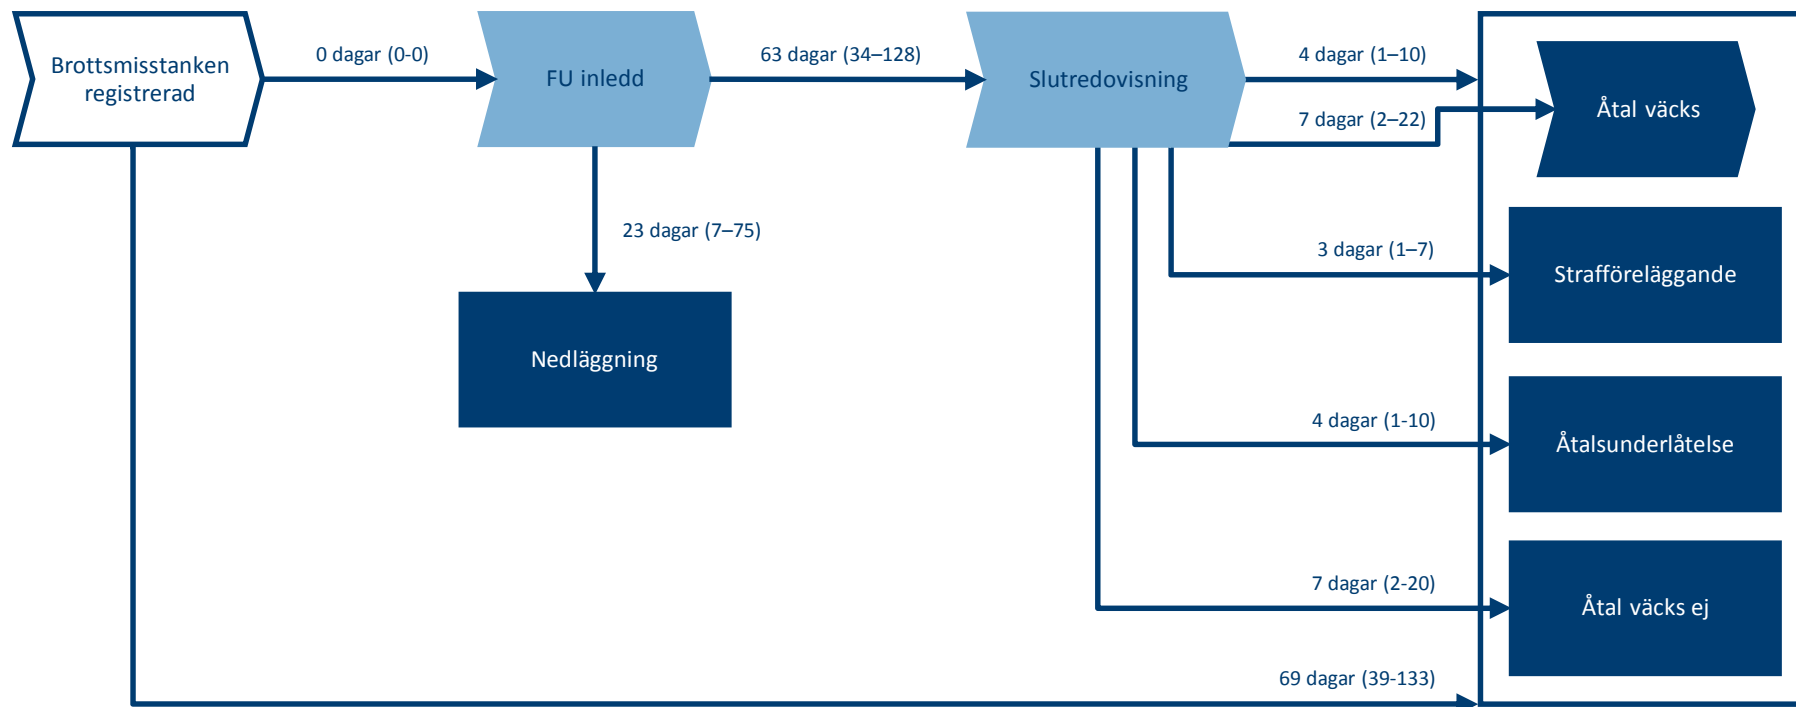 Brottsmisstanken
registrerad
0 dagar (0-0)
FU inledd
63 dagar (34–128)
Slutredovisning
4 dagar (1–10)
7 dagar (2–22)
Åtal väcks
23 dagar (7–75)
Nedläggning
3 dagar (1–7)
Strafföreläggande
4 dagar (1-10)
Åtalsunderlåtelse
7 dagar (2-20)
Åtal väcks ej
69 dagar (39-133)